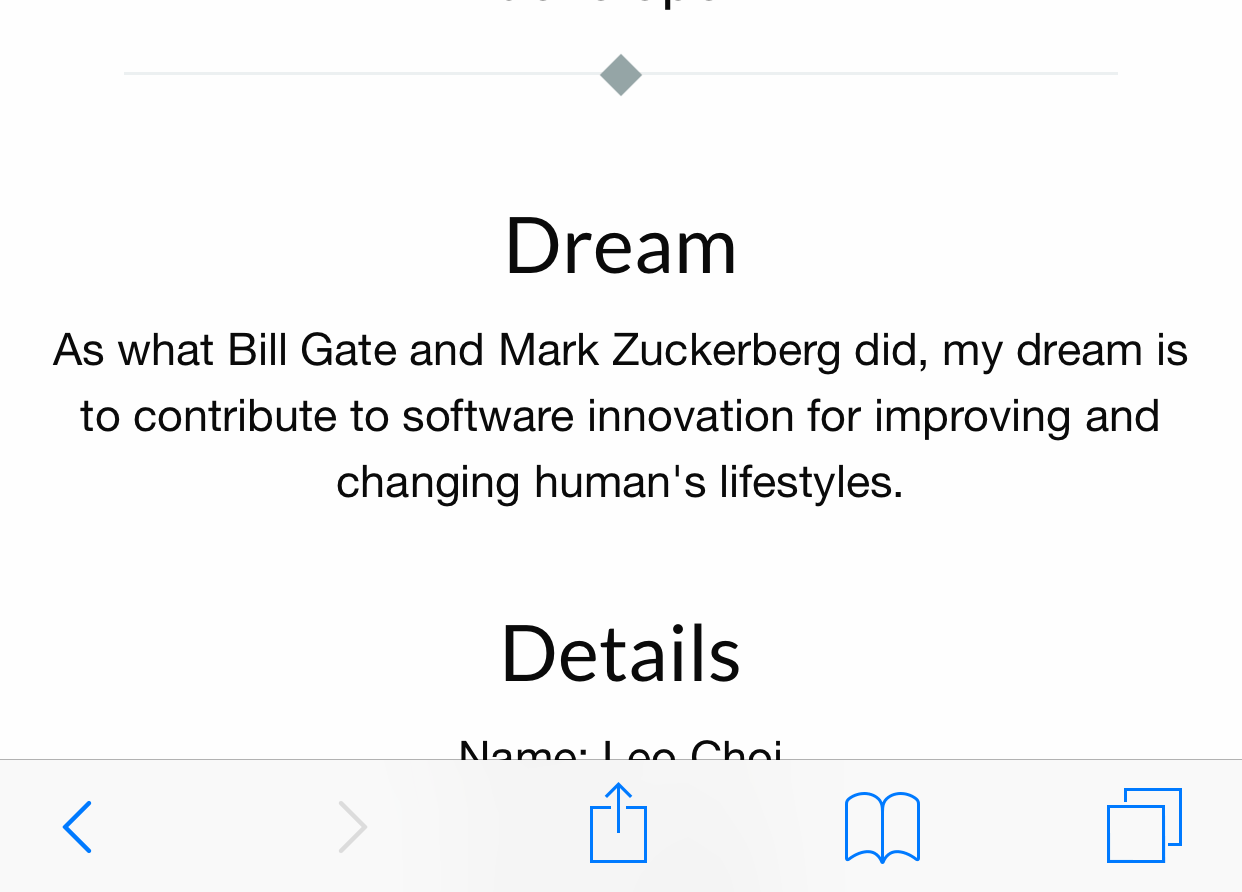 Dream
As what Bill Gate and Mark Zuckerberg did, my dream is
to contribute to software innovation for improving and
changing human's lifestyles.
Details
Name: Leo Choi